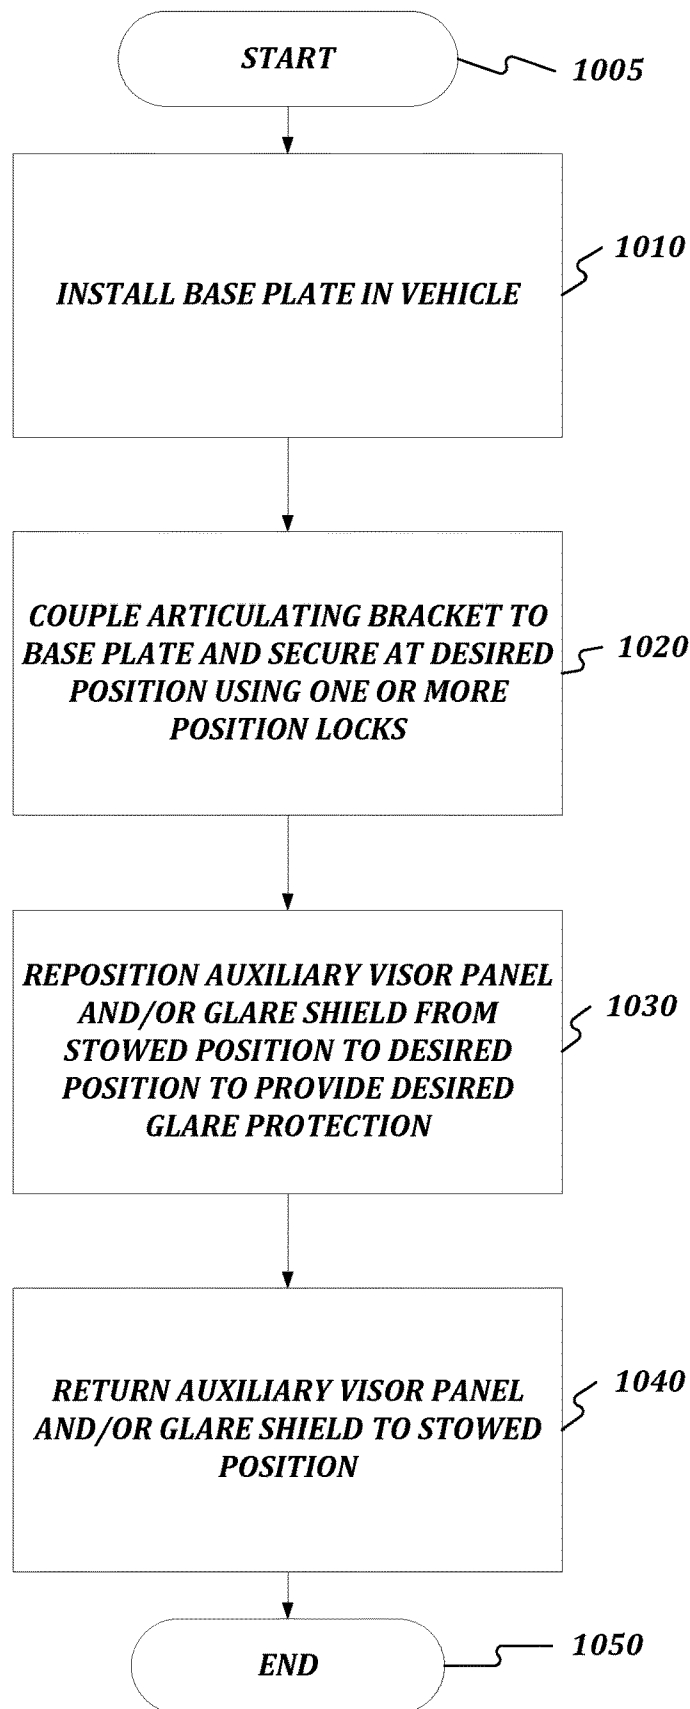 START
1005
INSTALL BASE PLATE IN VEHICLE
1010
COUPLE ARTICULATING BRACKET TO
BASE PLATE AND SECURE AT DESIRED
POSITION USING ONE OR MORE
POSITION LOCKS
1020
REPOSITION AUXILIARY VISOR PANEL
AND/OR GLARE SHIELD FROM
STOWED POSITION TO DESIRED
POSITION TO PROVIDE DESIRED
GLARE PROTECTION
1030
RETURN AUXILIARY VISOR PANEL
AND/OR GLARE SHIELD TO STOWED
POSITION
1040
END
1050